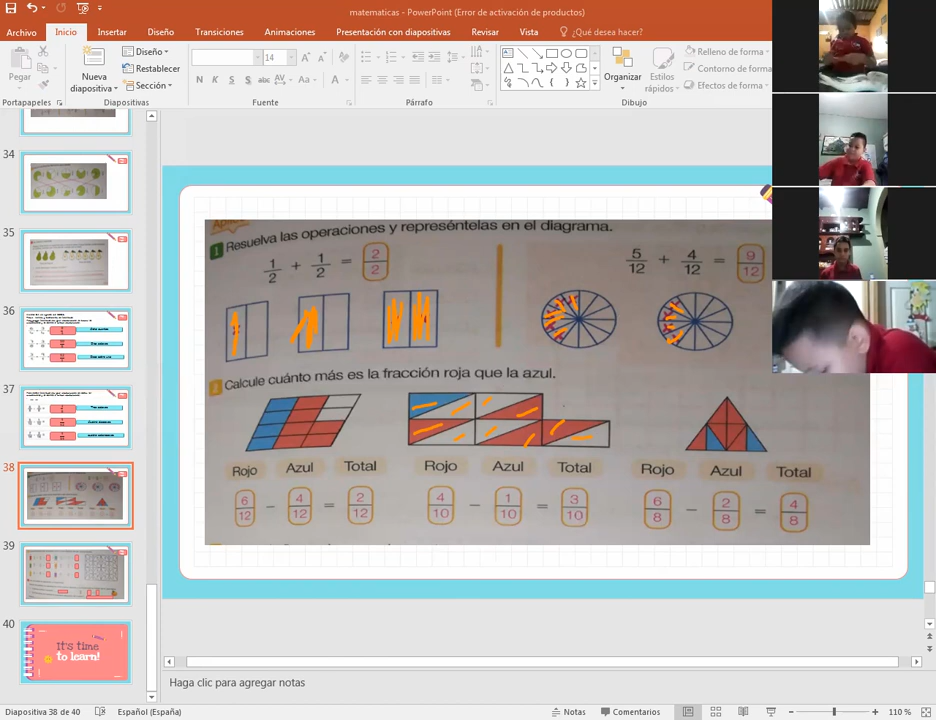 matematicas - PowerPoint (Error de activación de productos)
Archivo Inicio Insertar Diseño Transiciones Animaciones Presentación con diapositivas Revisar Vista ¿Qué desea hacer?
Pegar
Nueva diapositiva
Diseño
Restablecer
Sección
14
N K S abc AV Aa A
Organizar
Estilos rápidos
Relleno de forma
Contorno de forma
Efectos de forma
Portapapeles Diapositivas Fuente Párrafo Dibujo
34
35
36
37
38
39
40
It's time
to learn!
1 Resuelva las operaciones y represéntelas en el diagrama.
1/2 + 1/2 = 2/2
5/12 + 4/12 = 9/12
2 Calcule cuánto más es la fracción roja que la azul.
Rojo Azul Total Rojo Azul Total Rojo Azul Total
6/12 - 4/12 = 2/12 4/10 - 1/10 = 3/10 6/8 - 2/8 = 4/8
Haga clic para agregar notas
Diapositiva 38 de 40 Español (España) Notas Comentarios 110 %